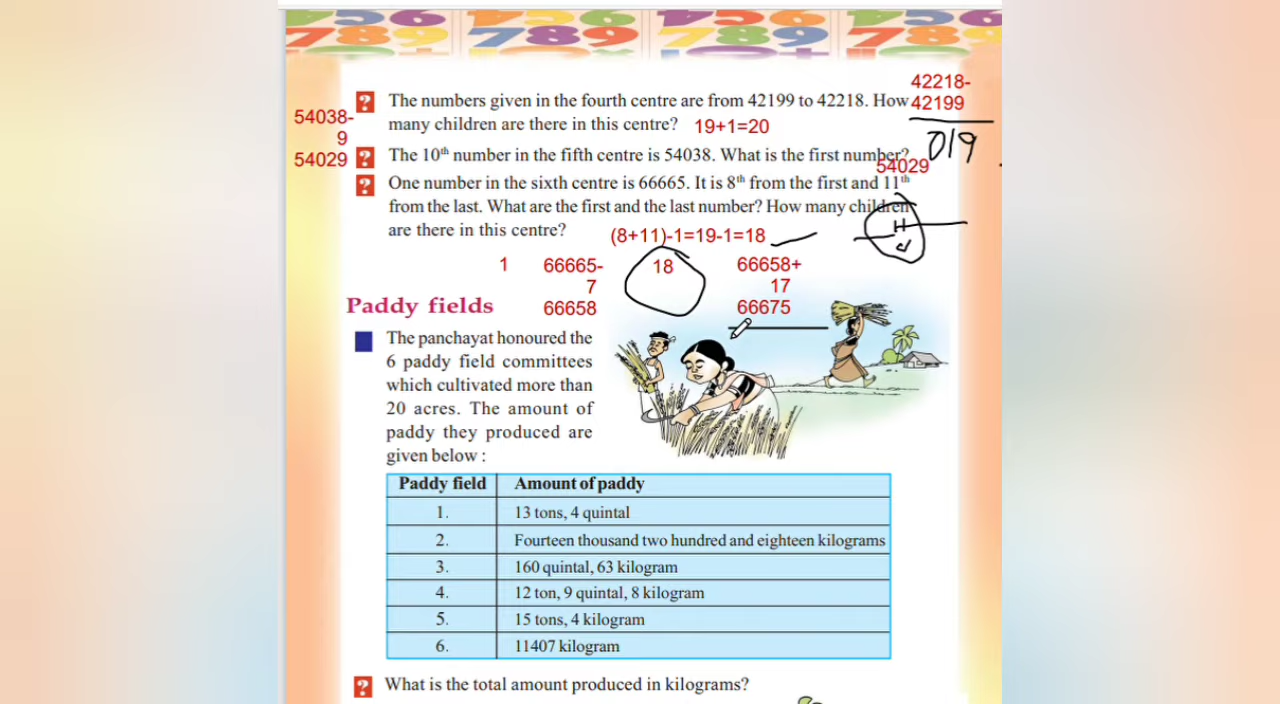 42218-
The numbers given in the fourth centre are from 42199 to 42218. How
42199
54038-
many children are there in this centre? 19+1=20
9
019
54029
The 10th number in the fifth centre is 54038. What is the first number?
54029
One number in the sixth centre is 66665. It is 8th from the first and 11th
from the last. What are the first and the last number? How many children
are there in this centre?
(8+11)-1=19-1=18
1 66665- 18 66658+
7 17
66658 66675
Paddy fields
The panchayat honoured the
6 paddy field committees
which cultivated more than
20 acres. The amount of
paddy they produced are
given below :
Paddy field Amount of paddy
1. 13 tons, 4 quintal
2. Fourteen thousand two hundred and eighteen kilograms
3. 160 quintal, 63 kilogram
4. 12 ton, 9 quintal, 8 kilogram
5. 15 tons, 4 kilogram
6. 11407 kilogram
? What is the total amount produced in kilograms?